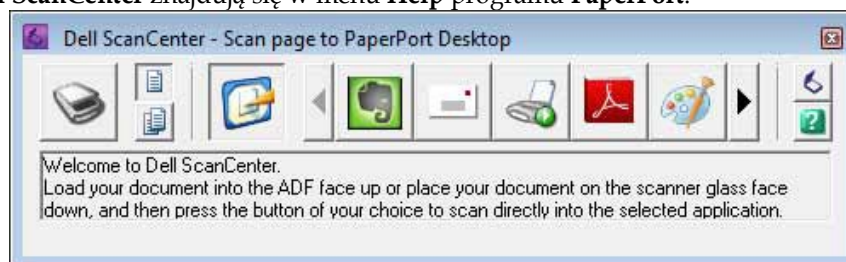 ScanCenter znajdują się w menu Help programu PaperPort.
Dell ScanCenter - Scan page to PaperPort Desktop
Welcome to Dell ScanCenter.
Load your document into the ADF face up or place your document on the scanner glass face
down, and then press the button of your choice to scan directly into the selected application.